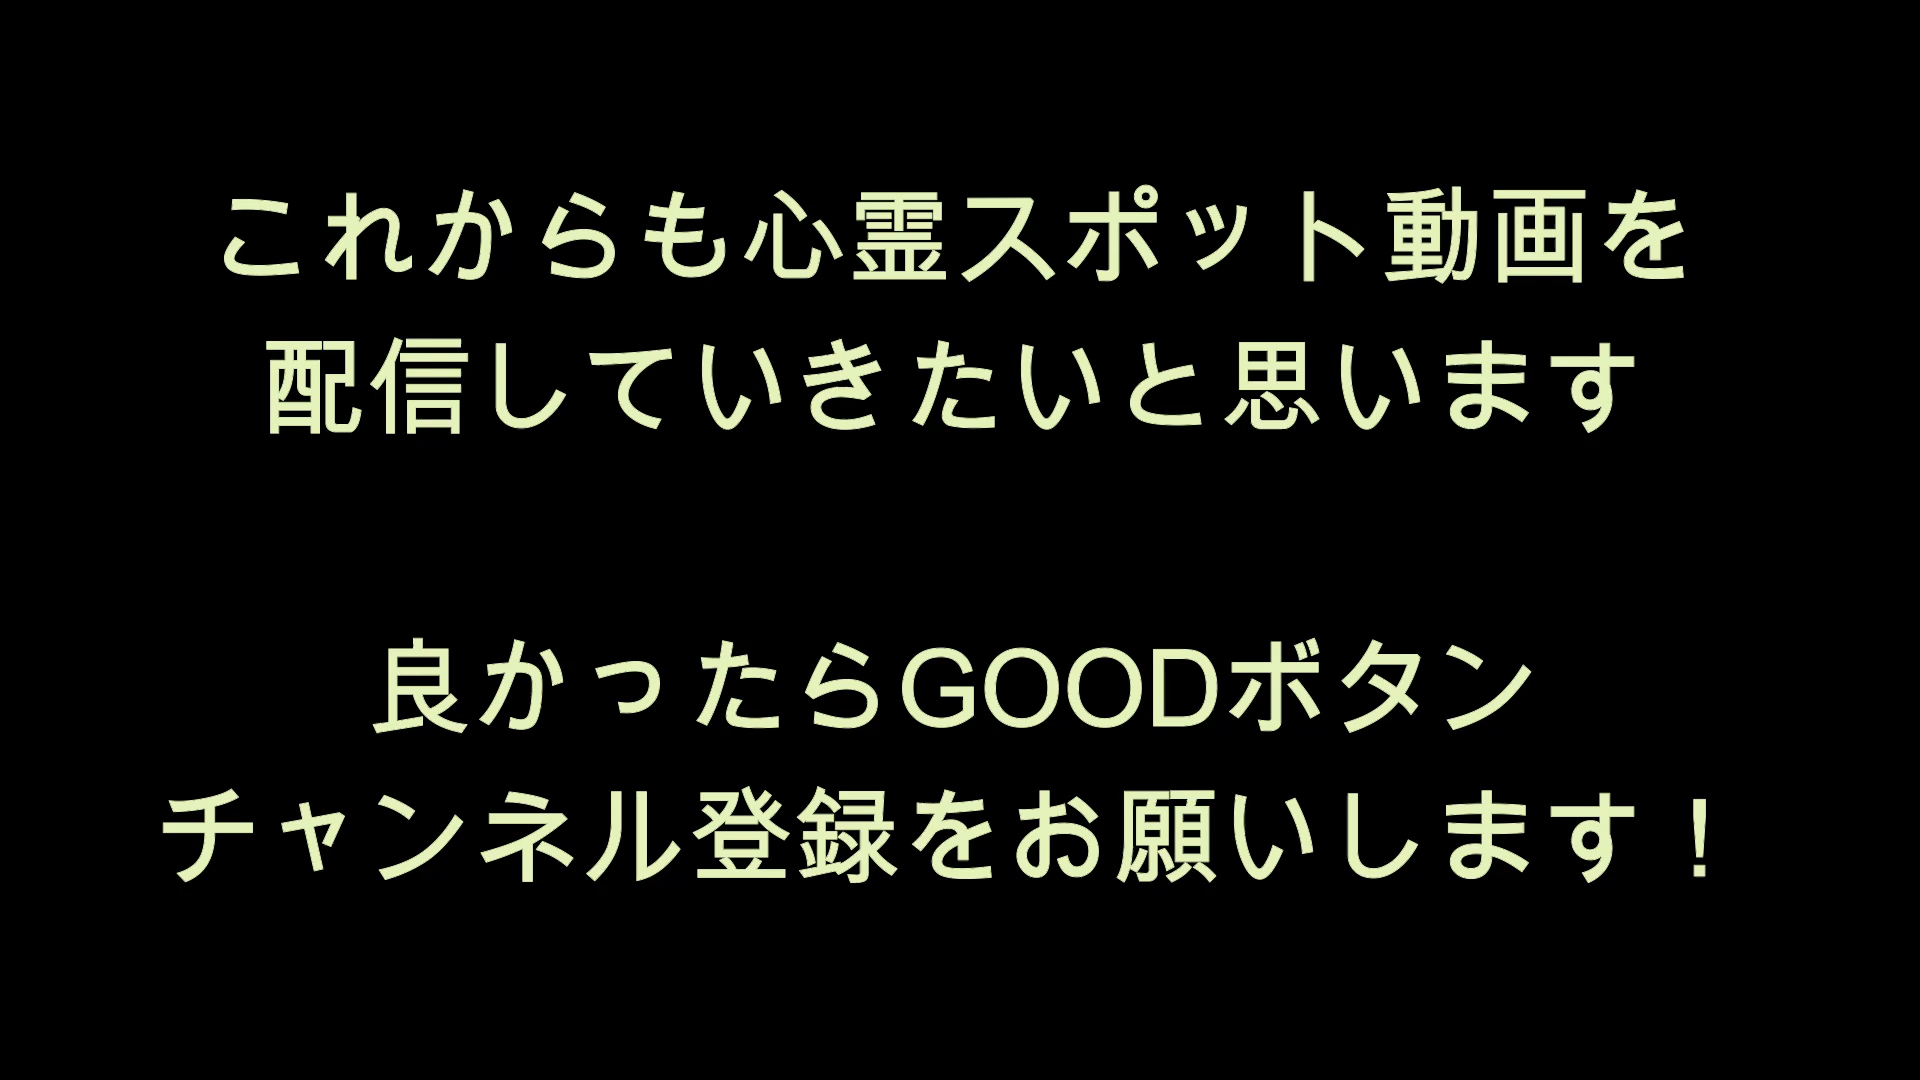 これからも心霊スポット動画を
配信していきたいと思います
良かったらGOODボタン
チャンネル登録をお願いします！